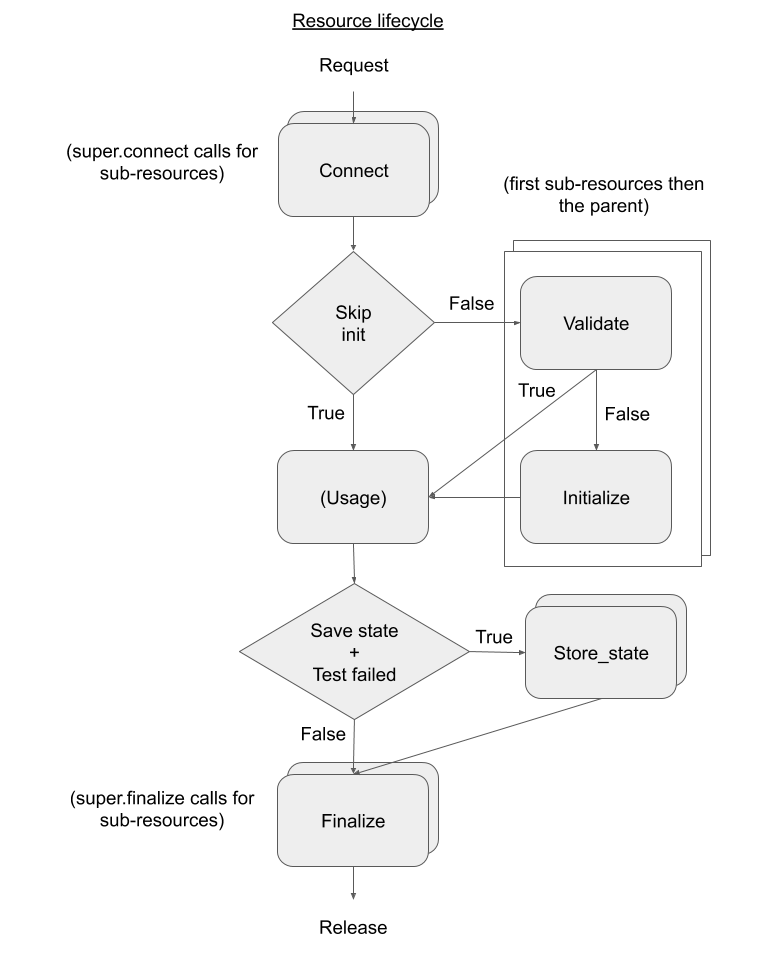 Resource lifecycle
Request
(super.connect calls for
sub-resources)
Connect
(first sub-resources then
the parent)
Skip
init
False
Validate
True
True
False
(Usage)
Initialize
Save state
+
Test failed
True
Store_state
False
(super.finalize calls for
sub-resources)
Finalize
Release